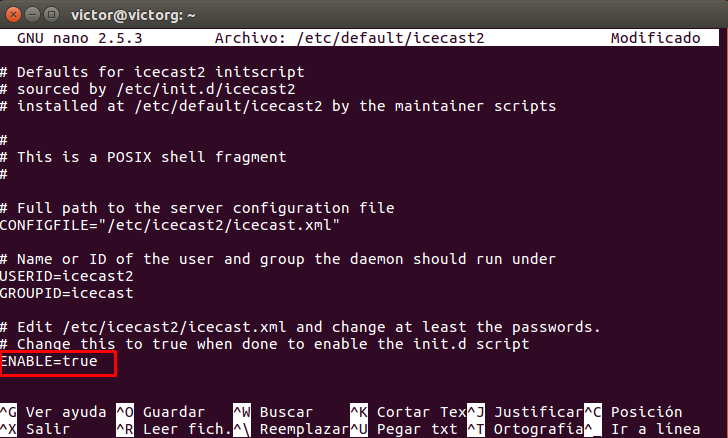 victor@victorg: ~
GNU nano 2.5.3 Archivo: /etc/default/icecast2 Modificado
# Defaults for icecast2 initscript
# sourced by /etc/init.d/icecast2
# installed at /etc/default/icecast2 by the maintainer scripts
#
# This is a POSIX shell fragment
#
# Full path to the server configuration file
CONFIGFILE="/etc/icecast2/icecast.xml"
# Name or ID of the user and group the daemon should run under
USERID=icecast2
GROUPID=icecast
# Edit /etc/icecast2/icecast.xml and change at least the passwords.
# Change this to true when done to enable the init.d script
ENABLE=true
^G Ver ayuda ^O Guardar ^W Buscar ^K Cortar Tex^J Justificar^C Posición
^X Salir ^R Leer fich.^\ Reemplazar^U Pegar txt ^T Ortografía^_ Ir a línea